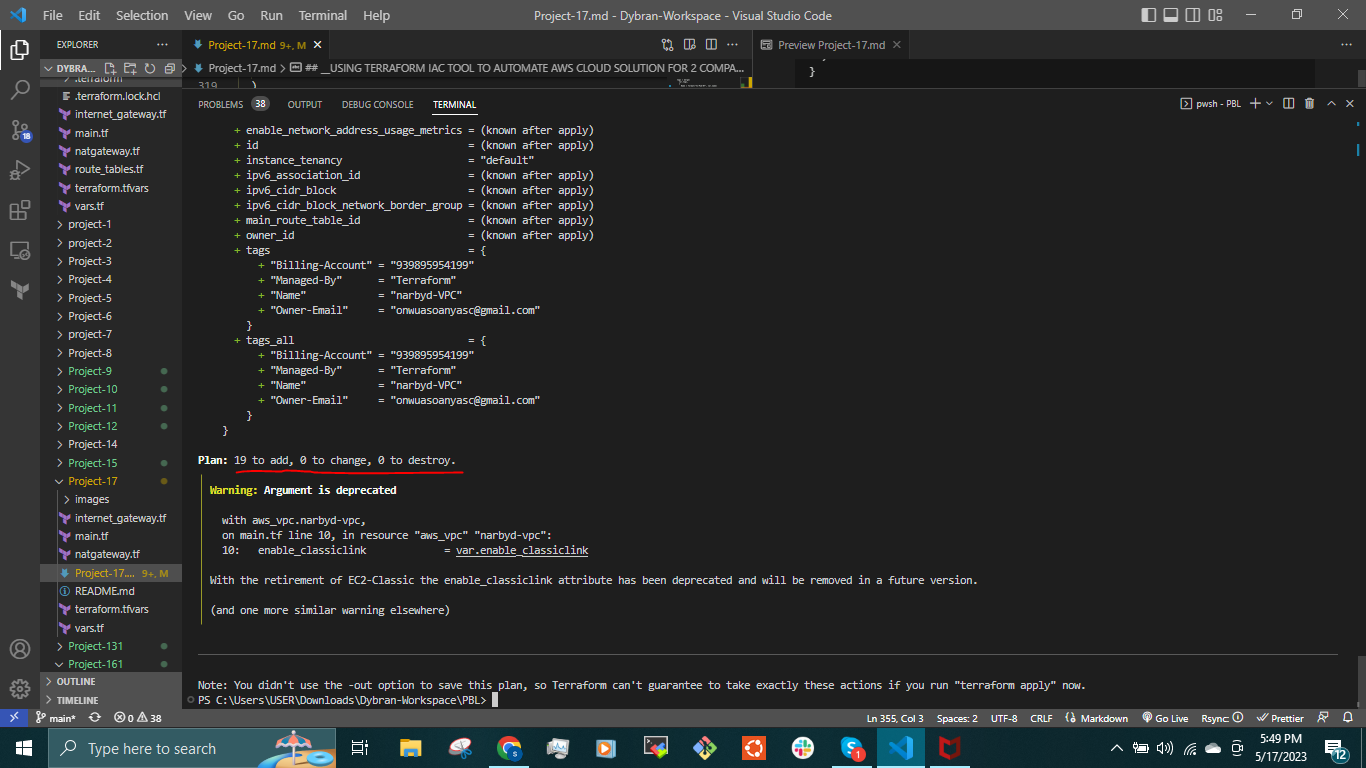 File Edit Selection View Go Run Terminal Help
Project-17.md - Dybran-Workspace - Visual Studio Code
EXPLORER
DYBRA...
.terraform
.terraform.lock.hcl
internet_gateway.tf
main.tf
natgateway.tf
route_tables.tf
terraform.tfvars
vars.tf
project-1
project-2
Project-3
Project-4
Project-5
Project-6
project-7
Project-8
Project-9
Project-10
Project-11
Project-12
Project-14
Project-15
Project-17
images
internet_gateway.tf
main.tf
natgateway.tf
Project-17.... 9+, M
README.md
terraform.tfvars
vars.tf
Project-131
Project-161
OUTLINE
TIMELINE
18
Project-17.md 9+, M
Preview Project-17.md
Project-17.md > ## __USING TERRAFORM IAC TOOL TO AUTOMATE AWS CLOUD SOLUTION FOR 2 COMPA...
319 )
}
PROBLEMS 38 OUTPUT DEBUG CONSOLE TERMINAL
pwsh - PBL
+ enable_network_address_usage_metrics = (known after apply)
+ id = (known after apply)
+ instance_tenancy = "default"
+ ipv6_association_id = (known after apply)
+ ipv6_cidr_block = (known after apply)
+ ipv6_cidr_block_network_border_group = (known after apply)
+ main_route_table_id = (known after apply)
+ owner_id = (known after apply)
+ tags = {
+ "Billing-Account" = "939895954199"
+ "Managed-By" = "Terraform"
+ "Name" = "narbyd-VPC"
+ "Owner-Email" = "onwuasoanyasc@gmail.com"
}
+ tags_all = {
+ "Billing-Account" = "939895954199"
+ "Managed-By" = "Terraform"
+ "Name" = "narbyd-VPC"
+ "Owner-Email" = "onwuasoanyasc@gmail.com"
}
}
Plan: 19 to add, 0 to change, 0 to destroy.
Warning: Argument is deprecated
with aws_vpc.narbyd-vpc,
on main.tf line 10, in resource "aws_vpc" "narbyd-vpc":
10: enable_classiclink = var.enable_classiclink
With the retirement of EC2-Classic the enable_classiclink attribute has been deprecated and will be removed in a future version.
(and one more similar warning elsewhere)
Note: You didn't use the -out option to save this plan, so Terraform can't guarantee to take exactly these actions if you run "terraform apply" now.
PS C:\Users\USER\Downloads\Dybran-Workspace\PBL>
main* 0 38
Ln 355, Col 3 Spaces: 2 UTF-8 CRLF Markdown Go Live Rsync: Prettier
Type here to search
1
5:49 PM
5/17/2023
12